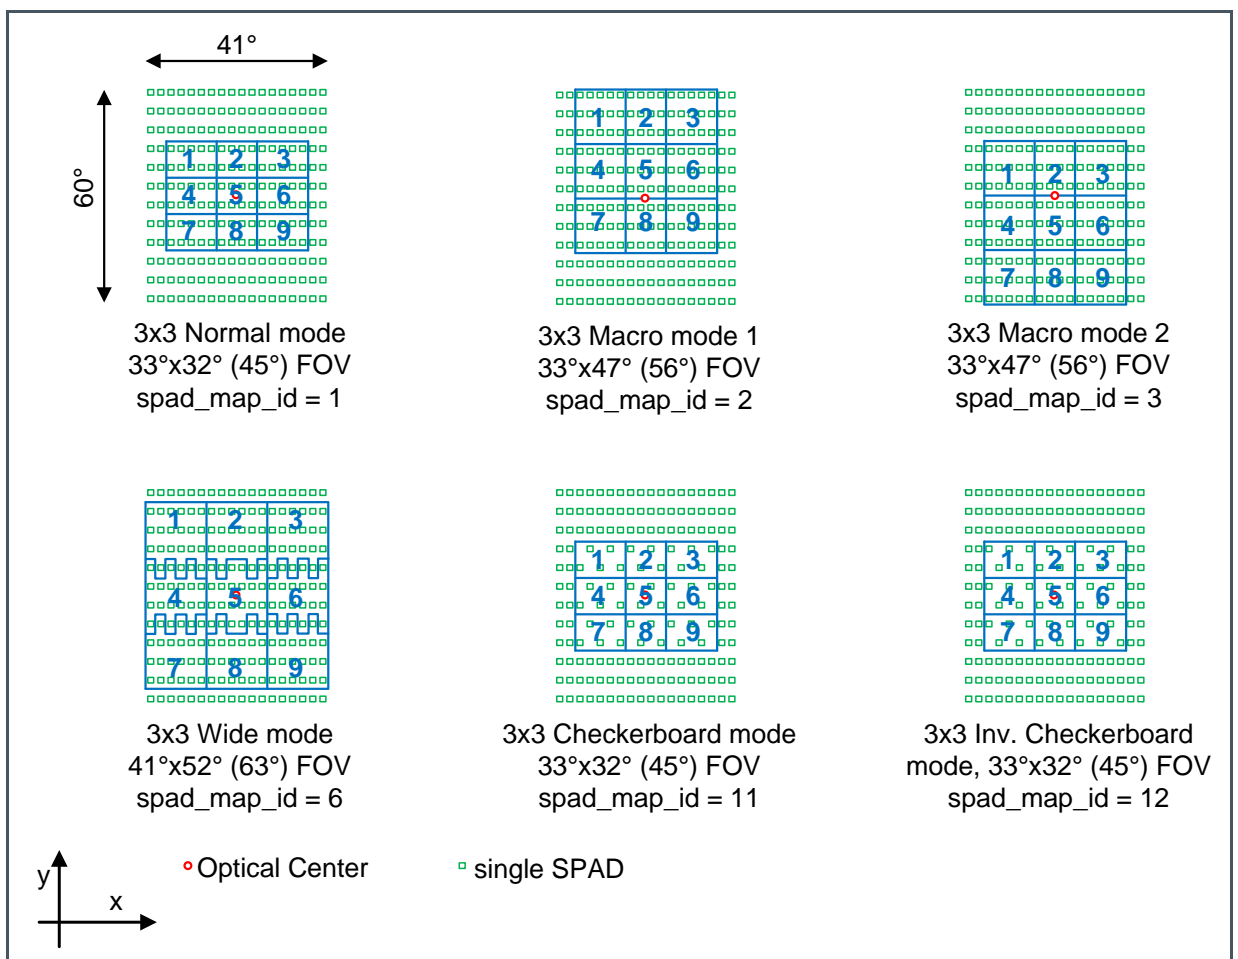 41°
60°
1 2 3
4 5 6
7 8 9
3x3 Normal mode
33°x32° (45°) FOV
spad_map_id = 1
1 2 3
4 5 6
7 8 9
3x3 Macro mode 1
33°x47° (56°) FOV
spad_map_id = 2
1 2 3
4 5 6
7 8 9
3x3 Macro mode 2
33°x47° (56°) FOV
spad_map_id = 3
1 2 3
4 5 6
7 8 9
3x3 Wide mode
41°x52° (63°) FOV
spad_map_id = 6
1 2 3
4 5 6
7 8 9
3x3 Checkerboard mode
33°x32° (45°) FOV
spad_map_id = 11
1 2 3
4 5 6
7 8 9
3x3 Inv. Checkerboard
mode, 33°x32° (45°) FOV
spad_map_id = 12
Optical Center
single SPAD
y
x